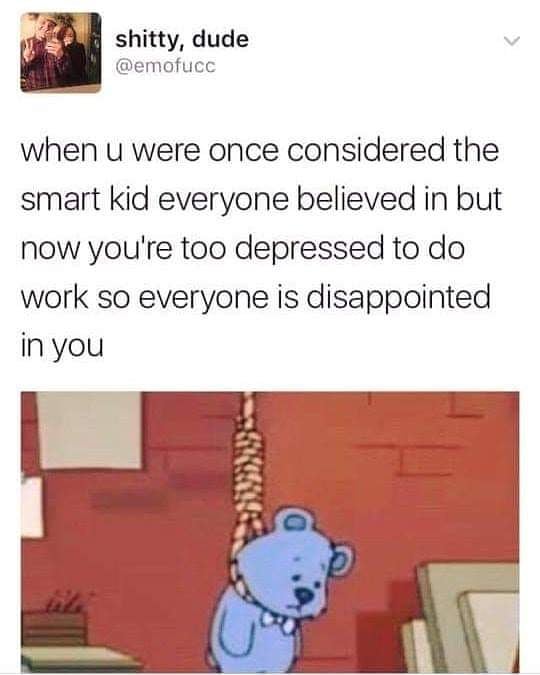 shitty, dude
@emofucc
when u were once considered the
smart kid everyone believed in but
now you're too depressed to do
work so everyone is disappointed
in you